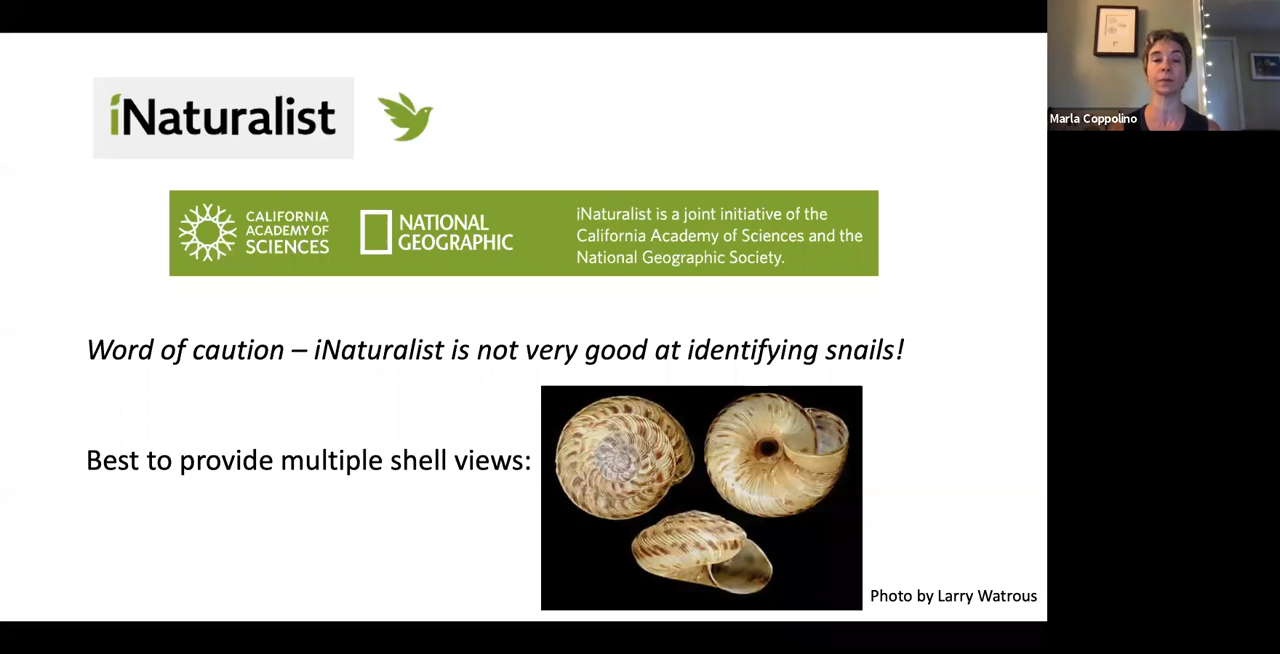 iNaturalist
CALIFORNIA
ACADEMY OF
SCIENCES
NATIONAL
GEOGRAPHIC
iNaturalist is a joint initiative of the
California Academy of Sciences and the
National Geographic Society.
Word of caution – iNaturalist is not very good at identifying snails!
Best to provide multiple shell views:
Photo by Larry Watrous
Marla Coppolino